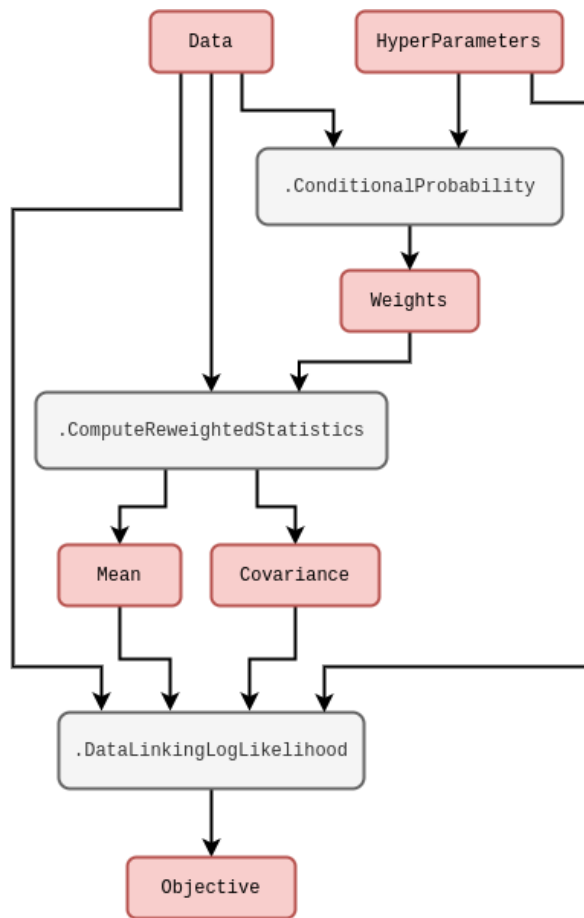 Data
HyperParameters
.ConditionalProbability
Weights
.ComputeReweightedStatistics
Mean
Covariance
.DataLinkingLogLikelihood
Objective